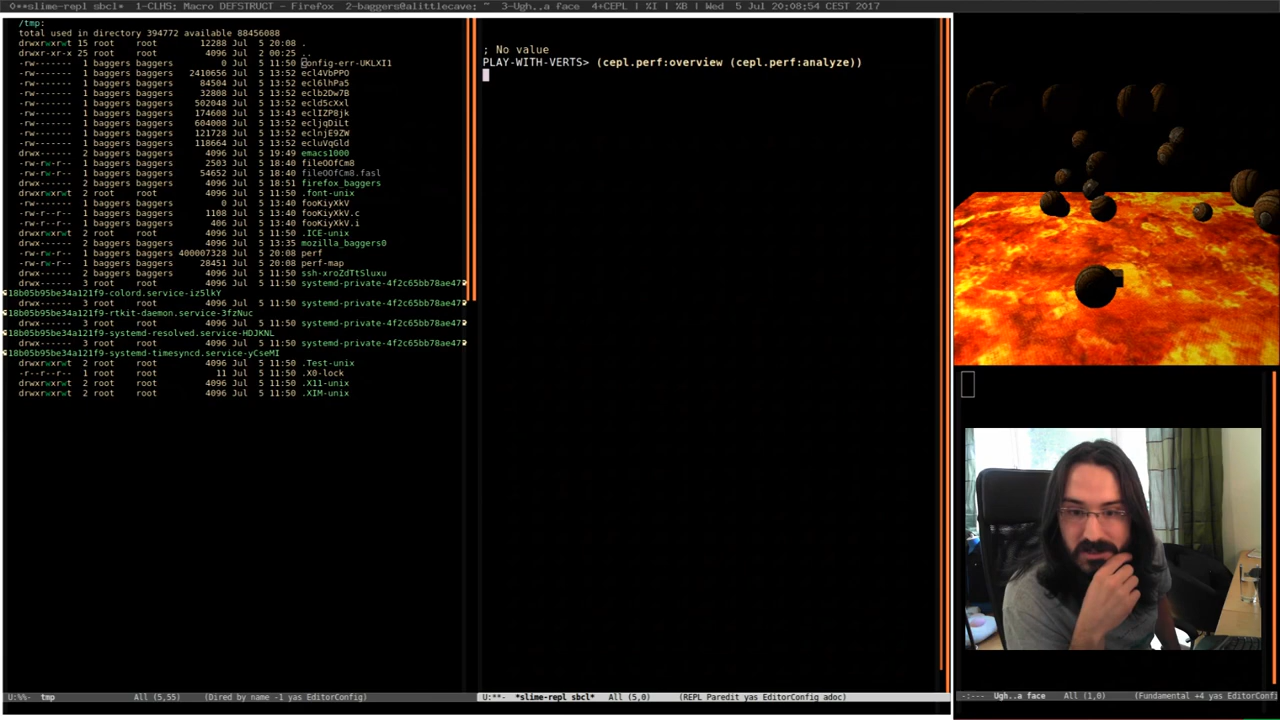 0**slime-repl sbcl* 1-CLHS: Macro DEFSTRUCT - Firefox 2-baggers@alittlecave: ~ 3-Ugh..a face 4+CEPL | %I | %B | Wed 5 Jul 20:08:54 CEST 2017
/tmp:
total used in directory 394772 available 88456088
drwxrwxrwt 15 root root 12288 Jul 5 20:08 .
drwxr-xr-x 25 root root 4096 Jul 2 00:25 ..
-rw------- 1 baggers baggers 0 Jul 5 11:50 config-err-UKLXI1
-rw------- 1 baggers baggers 2410656 Jul 5 13:52 ecl4VbPPO
-rw------- 1 baggers baggers 84504 Jul 5 13:52 ecl6lhPa5
-rw------- 1 baggers baggers 32808 Jul 5 13:52 eclb2Dw7B
-rw------- 1 baggers baggers 502048 Jul 5 13:52 ecld5cXxl
-rw------- 1 baggers baggers 174608 Jul 5 13:43 eclIZP8jk
-rw------- 1 baggers baggers 604008 Jul 5 13:52 ecljqDiLt
-rw------- 1 baggers baggers 121728 Jul 5 13:52 eclnjE9ZW
-rw------- 1 baggers baggers 118664 Jul 5 13:52 ecluVqGld
drwx------ 2 baggers baggers 4096 Jul 5 19:49 emacs1000
-rw-rw-r-- 1 baggers baggers 2503 Jul 5 18:40 fileOOfCm8
-rw-rw-r-- 1 baggers baggers 54652 Jul 5 18:40 fileOOfCm8.fasl
drwx------ 2 baggers baggers 4096 Jul 5 18:51 firefox_baggers
drwxrwxrwt 2 root root 4096 Jul 5 11:50 .font-unix
-rw------- 1 baggers baggers 0 Jul 5 13:40 fooKiyXkV
-rw-rw-r-- 1 baggers baggers 1108 Jul 5 13:40 fooKiyXkV.c
-rw-rw-r-- 1 baggers baggers 406 Jul 5 13:40 fooKiyXkV.i
drwxrwxrwt 2 root root 4096 Jul 5 11:50 .ICE-unix
drwx------ 2 baggers baggers 4096 Jul 5 13:35 mozilla_baggers0
-rw-rw-r-- 1 baggers baggers 400007328 Jul 5 20:08 perf
-rw-rw-r-- 1 baggers baggers 28451 Jul 5 20:08 perf-map
drwx------ 2 baggers baggers 4096 Jul 5 11:50 ssh-xroZdTtSluxu
drwx------ 3 root root 4096 Jul 5 11:50 systemd-private-4f2c65bb78ae47
18b05b95be34a121f9-colord.service-iz5lkY
drwx------ 3 root root 4096 Jul 5 11:50 systemd-private-4f2c65bb78ae47
18b05b95be34a121f9-rtkit-daemon.service-3fzNuc
drwx------ 3 root root 4096 Jul 5 11:50 systemd-private-4f2c65bb78ae47
18b05b95be34a121f9-systemd-resolved.service-HDJKNL
drwx------ 3 root root 4096 Jul 5 11:50 systemd-private-4f2c65bb78ae47
18b05b95be34a121f9-systemd-timesyncd.service-yCseMI
drwxrwxrwt 2 root root 4096 Jul 5 11:50 .Test-unix
-r--r--r-- 1 root root 11 Jul 5 11:50 .X0-lock
drwxrwxrwt 2 root root 4096 Jul 5 11:50 .X11-unix
drwxrwxrwt 2 root root 4096 Jul 5 11:50 .XIM-unix
U:%%- tmp All (5,55) (Dired by name -1 yas EditorConfig)
; No value
PLAY-WITH-VERTS> (cepl.perf:overview (cepl.perf:analyze))
U:**- *slime-repl sbcl* All (5,0) (REPL Paredit yas EditorConfig adoc)
-:--- Ugh..a face All (1,0) (Fundamental +4 yas EditorConfi